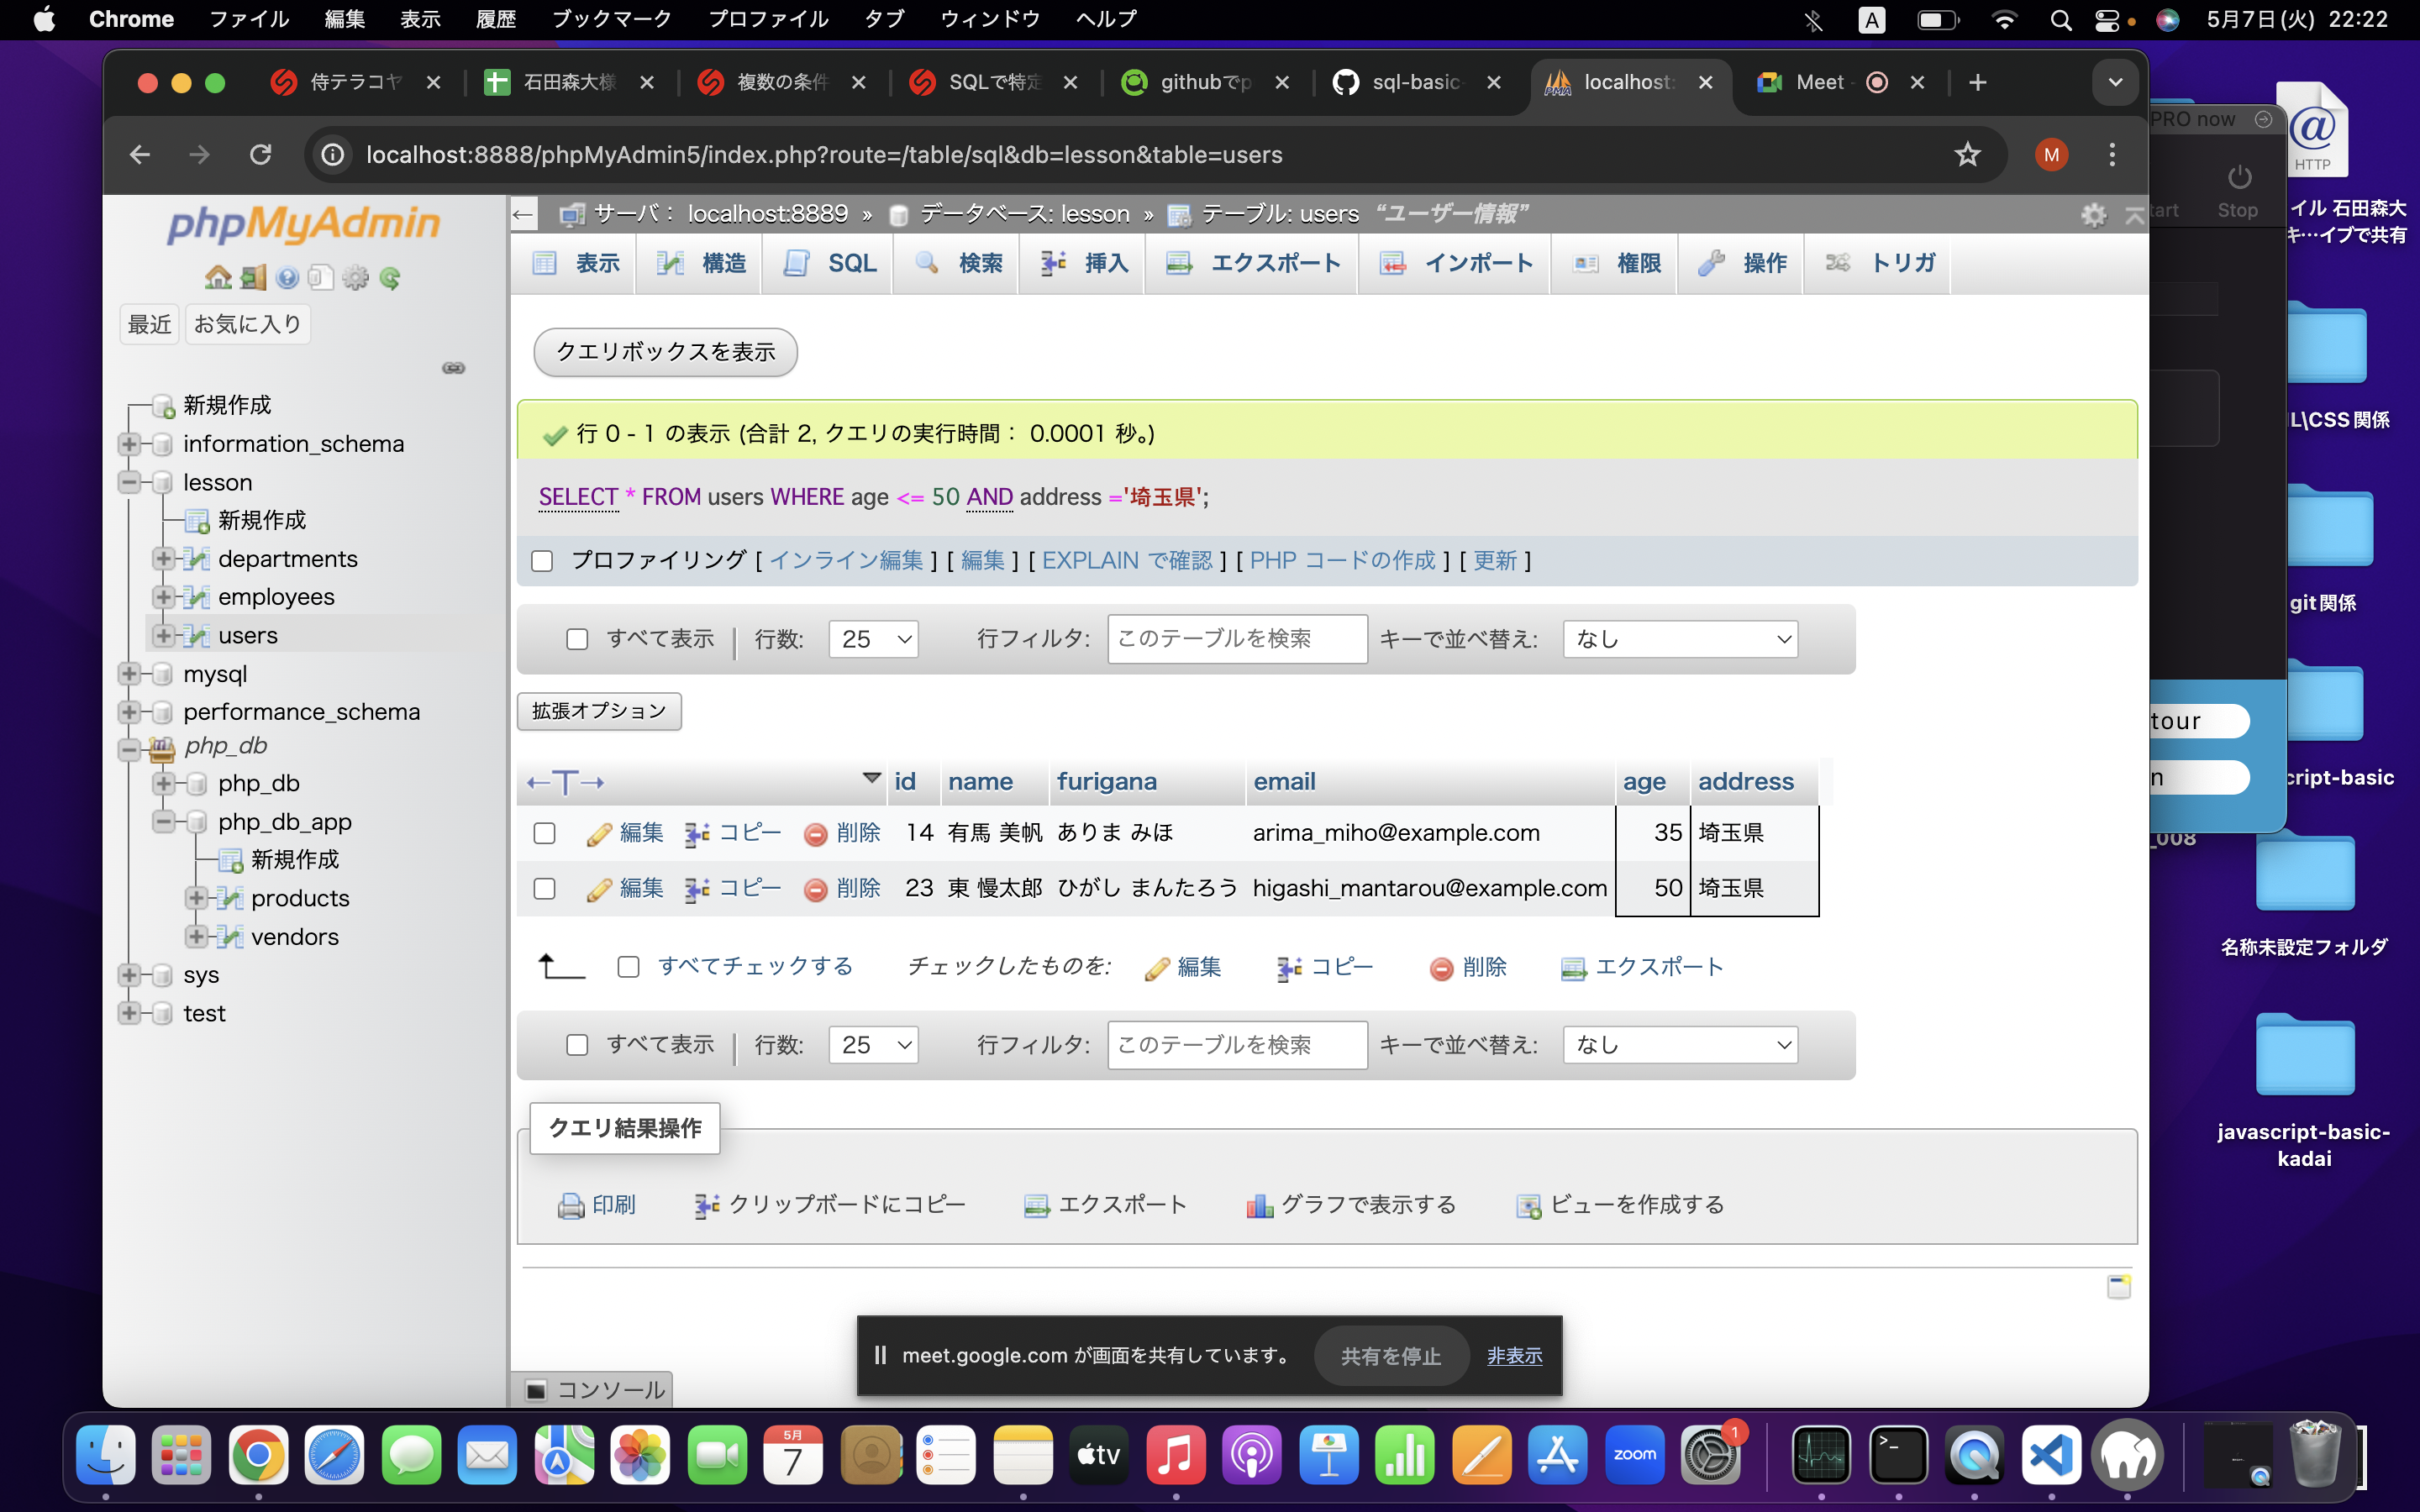 Chrome ファイル 編集 表示 履歴 ブックマーク プロファイル タブ ウィンドウ ヘルプ A 5月7日(火) 22:22
侍テラコヤ 石田森大様 複数の条件 SQLで特定 githubでp sql-basic- localhost: Meet -
localhost:8888/phpMyAdmin5/index.php?route=/table/sql&db=lesson&table=users M
phpMyAdmin
最近 お気に入り
新規作成
information_schema
lesson
新規作成
departments
employees
users
mysql
performance_schema
php_db
php_db
php_db_app
新規作成
products
vendors
sys
test
サーバ: localhost:8889 » データベース: lesson » テーブル: users “ユーザー情報”
表示 構造 SQL 検索 挿入 エクスポート インポート 権限 操作 トリガ
クエリボックスを表示
行 0 - 1 の表示 (合計 2, クエリの実行時間： 0.0001 秒。)
SELECT * FROM users WHERE age <= 50 AND address ='埼玉県';
プロファイリング [ インライン編集 ] [ 編集 ] [ EXPLAIN で確認 ] [ PHP コードの作成 ] [ 更新 ]
すべて表示 行数: 25 行フィルタ: このテーブルを検索 キーで並べ替え: なし
拡張オプション
←T→ id name furigana email age address
編集 コピー 削除 14 有馬 美帆 ありま みほ arima_miho@example.com 35 埼玉県
編集 コピー 削除 23 東 慢太郎 ひがし まんたろう higashi_mantarou@example.com 50 埼玉県
すべてチェックする チェックしたものを: 編集 コピー 削除 エクスポート
すべて表示 行数: 25 行フィルタ: このテーブルを検索 キーで並べ替え: なし
クエリ結果操作
印刷 クリップボードにコピー エクスポート グラフで表示する ビューを作成する
meet.google.com が画面を共有しています。 共有を停止 非表示
コンソール
PRO now
tart Stop
tour
n
@
HTTP
イル 石田森大
キ…イブで共有
L\CSS関係
git関係
cript-basic
_008
名称未設定フォルダ
javascript-basic-
kadai
5月
7
tv
zoom
1